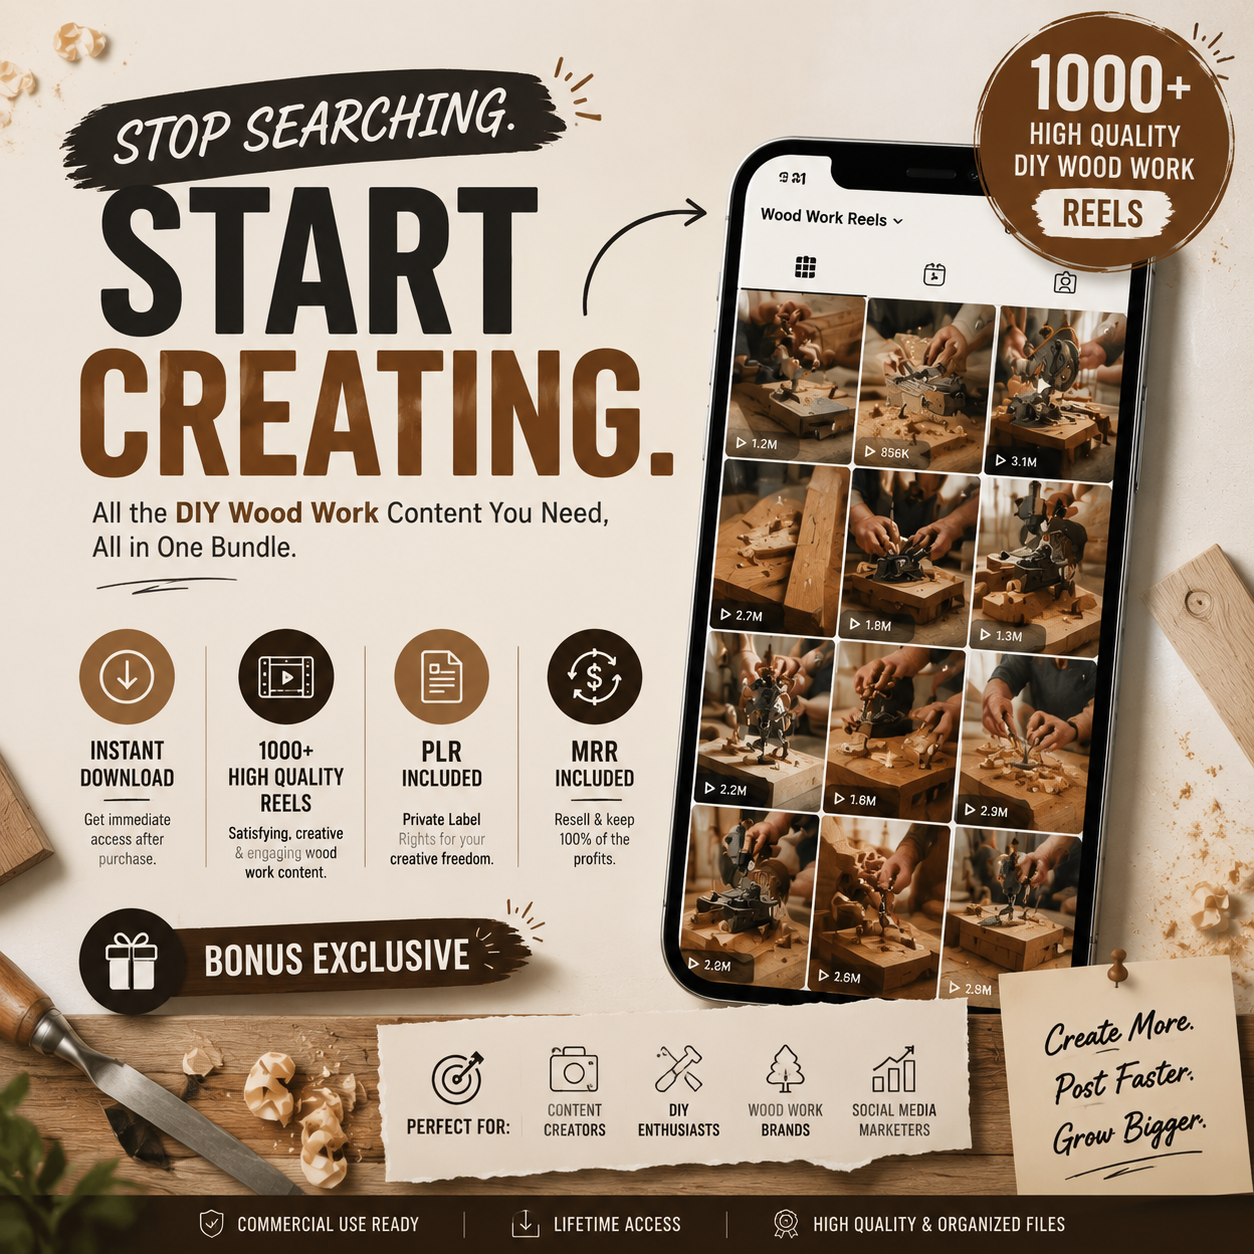 STOP SEARCHING.
START
CREATING.
All the DIY Wood Work Content You Need,
All in One Bundle.
1000+
HIGH QUALITY
DIY WOOD WORK
REELS
Wood Work Reels
1.2M
856K
3.1M
2.7M
1.8M
1.3M
2.2M
1.6M
2.9M
2.8M
2.6M
2.9M
INSTANT
DOWNLOAD
Get immediate
access after
purchase.
1000+
HIGH QUALITY
REELS
Satisfying, creative
& engaging wood
work content.
PLR
INCLUDED
Private Label
Rights for your
creative freedom.
MRR
INCLUDED
Resell & keep
100% of the
profits.
BONUS EXCLUSIVE
PERFECT FOR:
CONTENT
CREATORS
DIY
ENTHUSIASTS
WOOD WORK
BRANDS
SOCIAL MEDIA
MARKETERS
Create More.
Post Faster.
Grow Bigger.
COMMERCIAL USE READY
LIFETIME ACCESS
HIGH QUALITY & ORGANIZED FILES